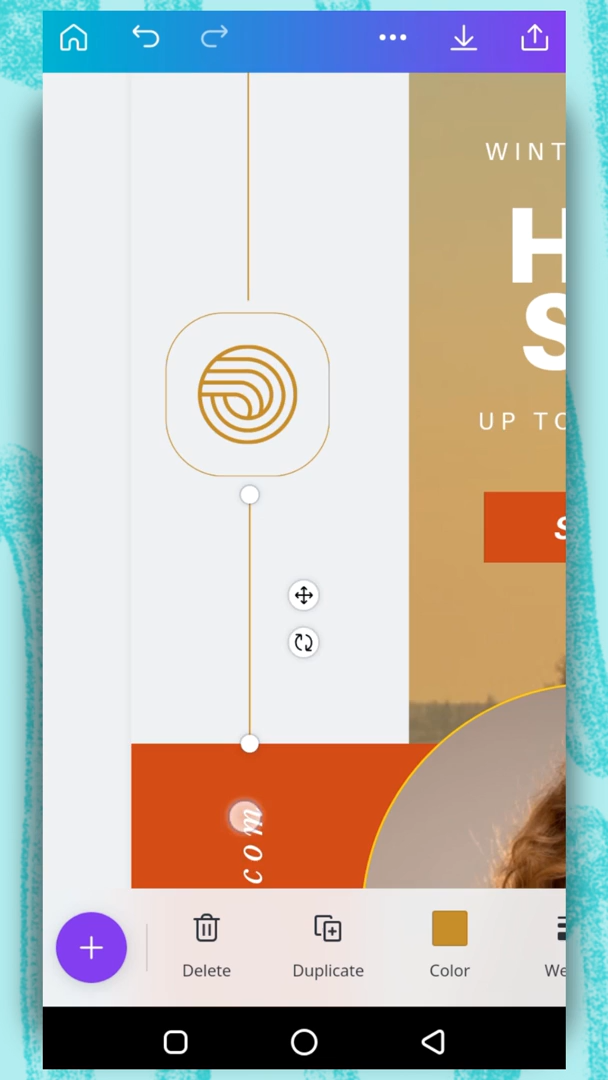 WINT
H
S
UP TO
S
com
Delete
Duplicate
Color
We